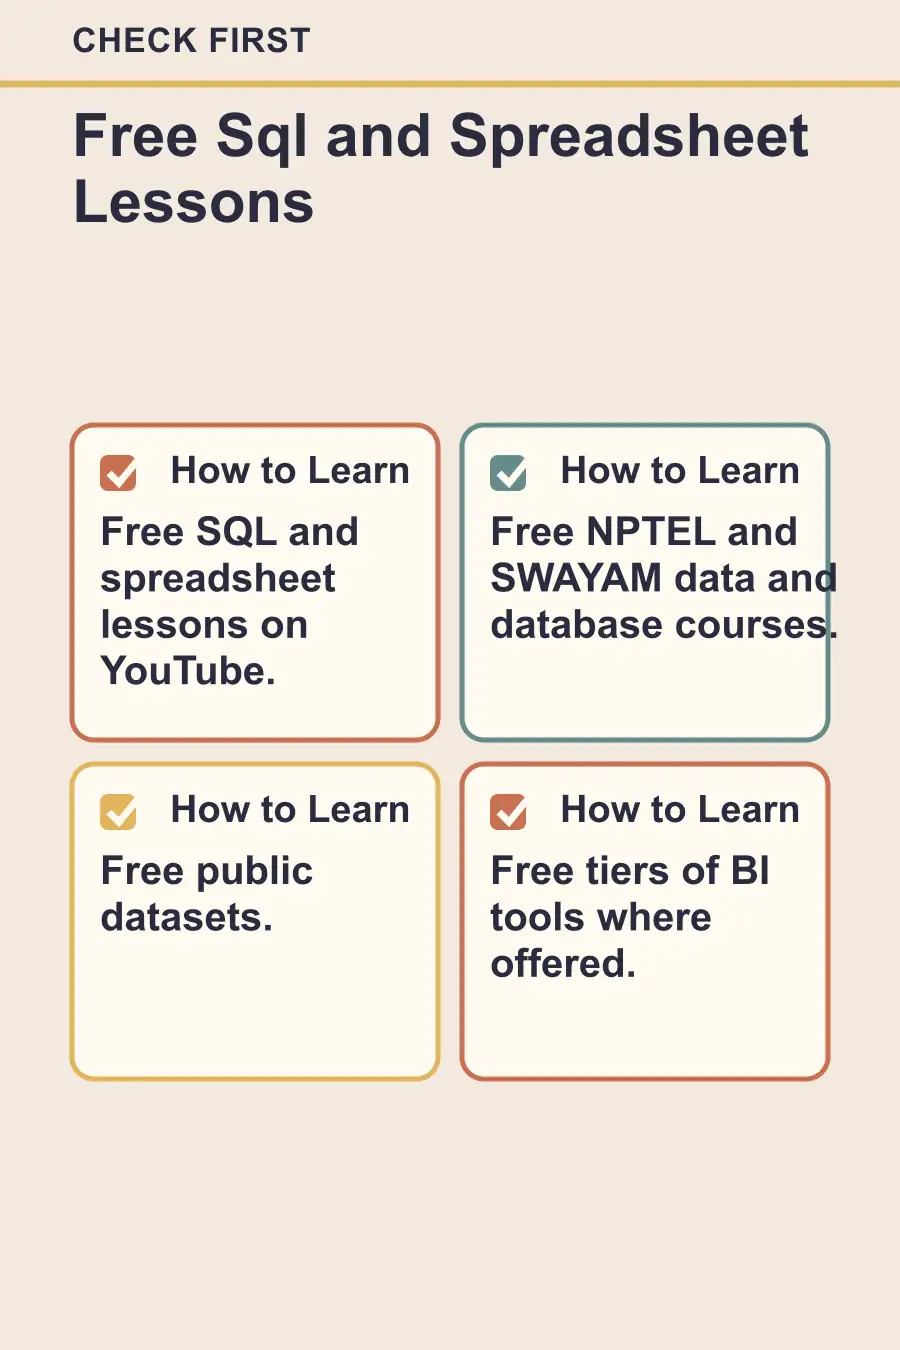 CHECK FIRST
Free Sql and Spreadsheet
Lessons
How to Learn
Free SQL and
spreadsheet
lessons on
YouTube.
How to Learn
Free NPTEL and
SWAYAM data and
database courses.
How to Learn
Free public
datasets.
How to Learn
Free tiers of BI
tools where
offered.